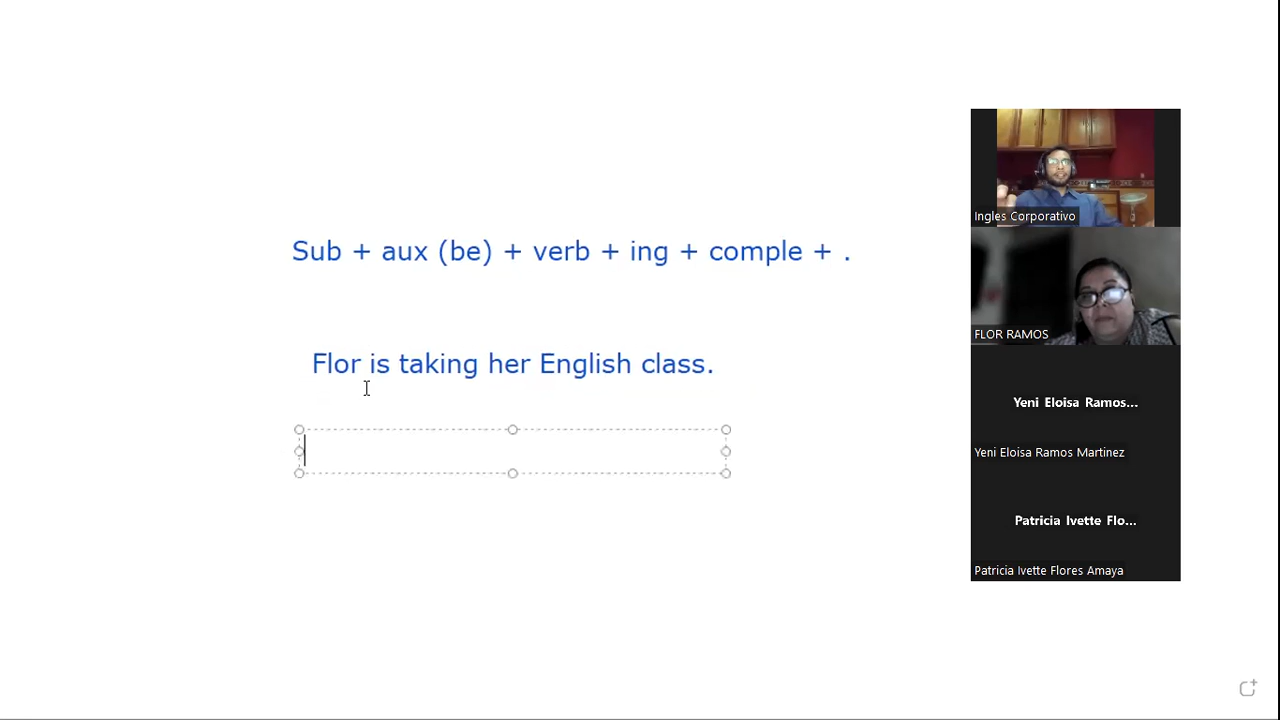 Sub + aux (be) + verb + ing + comple + .
Flor is taking her English class.
Ingles Corporativo
FLOR RAMOS
Yeni Eloisa Ramos...
Yeni Eloisa Ramos Martinez
Patricia Ivette Flo...
Patricia Ivette Flores Amaya